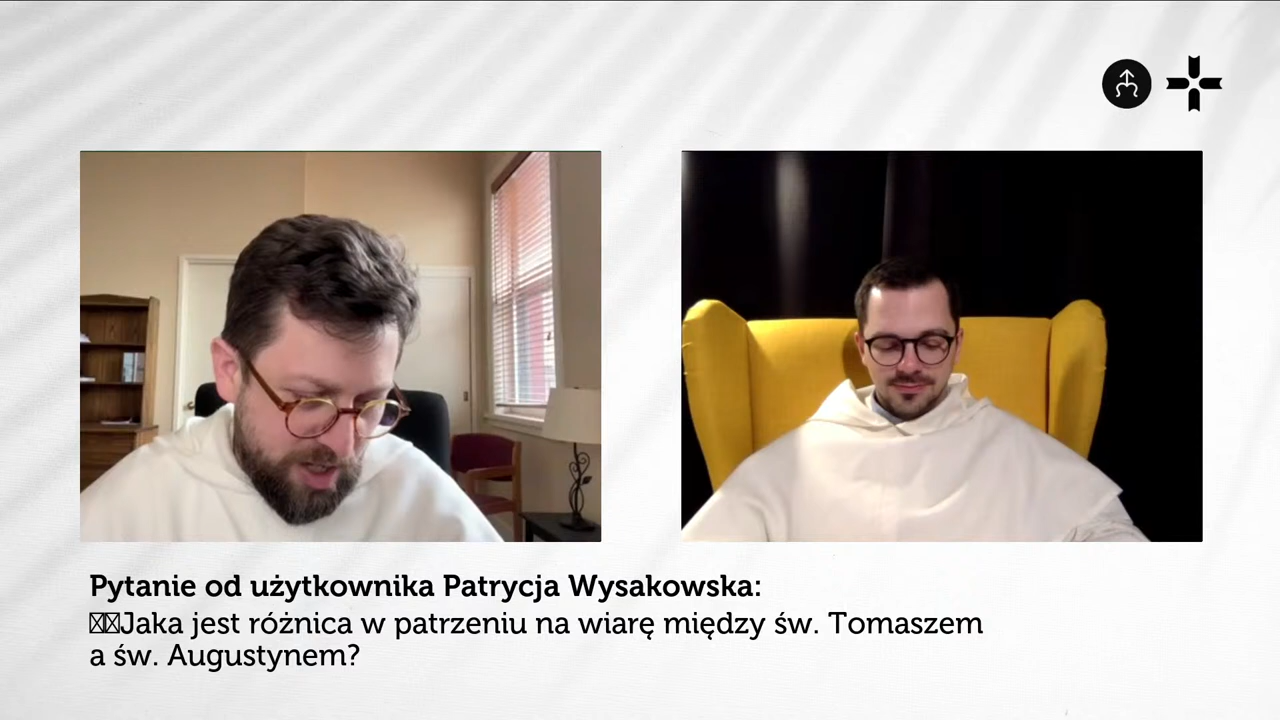 Pytanie od użytkownika Patrycja Wysakowska:
Jaka jest różnica w patrzeniu na wiarę między św. Tomaszem
a św. Augustynem?